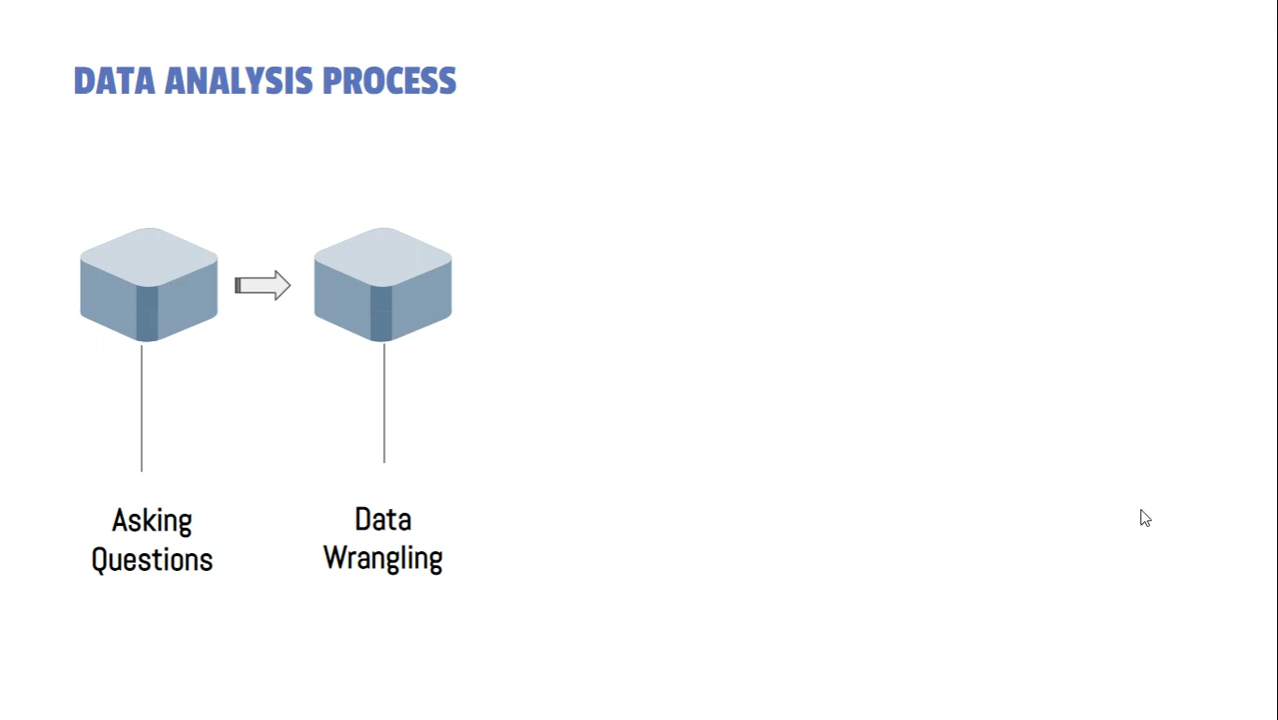 DATA ANALYSIS PROCESS
Asking
Questions
Data
Wrangling